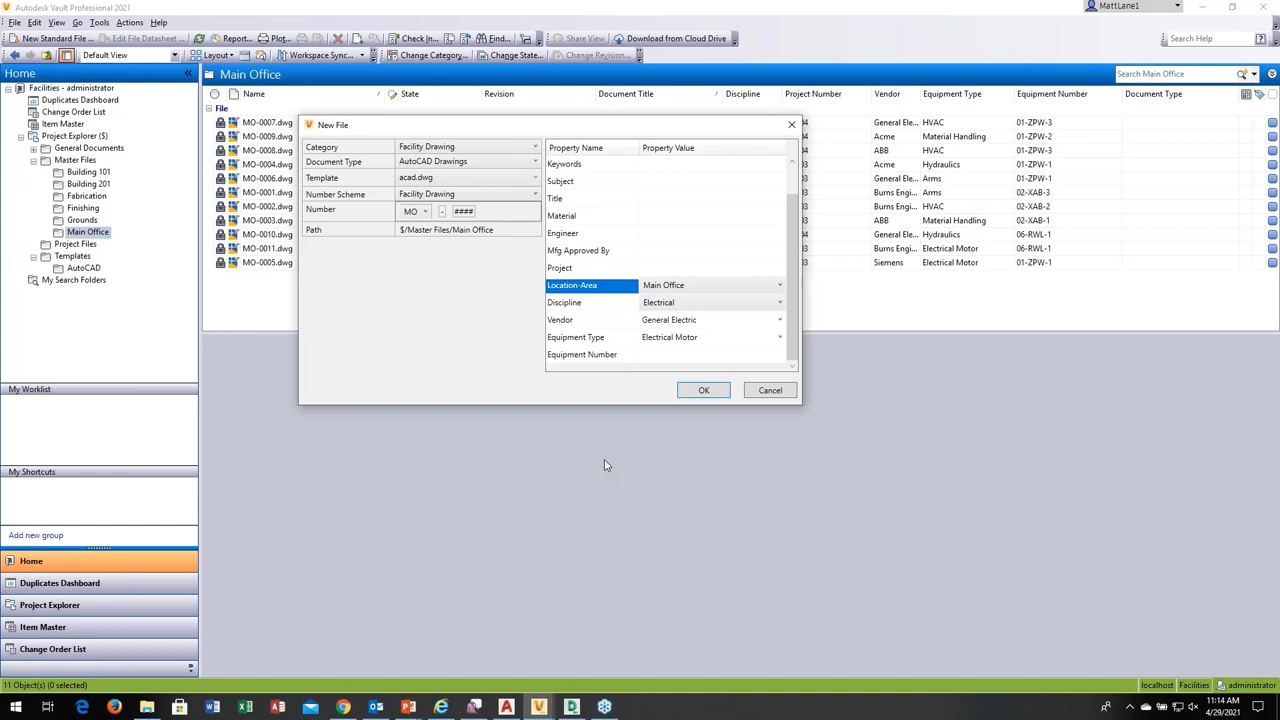 Autodesk Vault Professional 2021
MattLane1
File Edit View Go Tools Actions Help
New Standard File ... Edit File Datasheet ... Report... Plot... Check In... Find... Share View Download from Cloud Drive Search Help
Default View Layout Workspace Sync... Change Category... Change State... Change Revision...
Home «
Main Office
Search Main Office
Name State Revision Document Title Discipline Project Number Vendor Equipment Type Equipment Number Document Type
Facilities - administrator
Duplicates Dashboard
Change Order List
Item Master
Project Explorer ($)
General Documents
Master Files
Building 101
Building 201
Fabrication
Finishing
Grounds
Main Office
Project Files
Templates
AutoCAD
My Search Folders
File
MO-0007.dwg General Ele... HVAC 01-ZPW-3
MO-0009.dwg Acme Material Handling 01-ZPW-2
MO-0008.dwg ABB HVAC 01-ZPW-3
MO-0004.dwg Acme Hydraulics 01-ZPW-1
MO-0006.dwg General Ele... Arms 01-ZPW-2
MO-0001.dwg Burns Engi... Arms 02-XAB-3
MO-0002.dwg Burns Engi... HVAC 02-XAB-2
MO-0003.dwg ABB Material Handling 02-XAB-1
MO-0010.dwg General Ele... Hydraulics 06-RWL-1
MO-0011.dwg 03 Burns Engi... Electrical Motor 06-RWL-1
MO-0005.dwg 03 Siemens Electrical Motor 01-ZPW-1
New File
Category Facility Drawing
Document Type AutoCAD Drawings
Template acad.dwg
Number Scheme Facility Drawing
Number MO - ####
Path $/Master Files/Main Office
Property Name Property Value
Keywords
Subject
Title
Material
Engineer
Mfg Approved By
Project
Location-Area Main Office
Discipline Electrical
Vendor General Electric
Equipment Type Electrical Motor
Equipment Number
OK Cancel
My Worklist
My Shortcuts
Add new group
Home
Duplicates Dashboard
Project Explorer
Item Master
Change Order List
11 Object(s) (0 selected)
localhost Facilities administrator
11:14 AM
4/29/2021